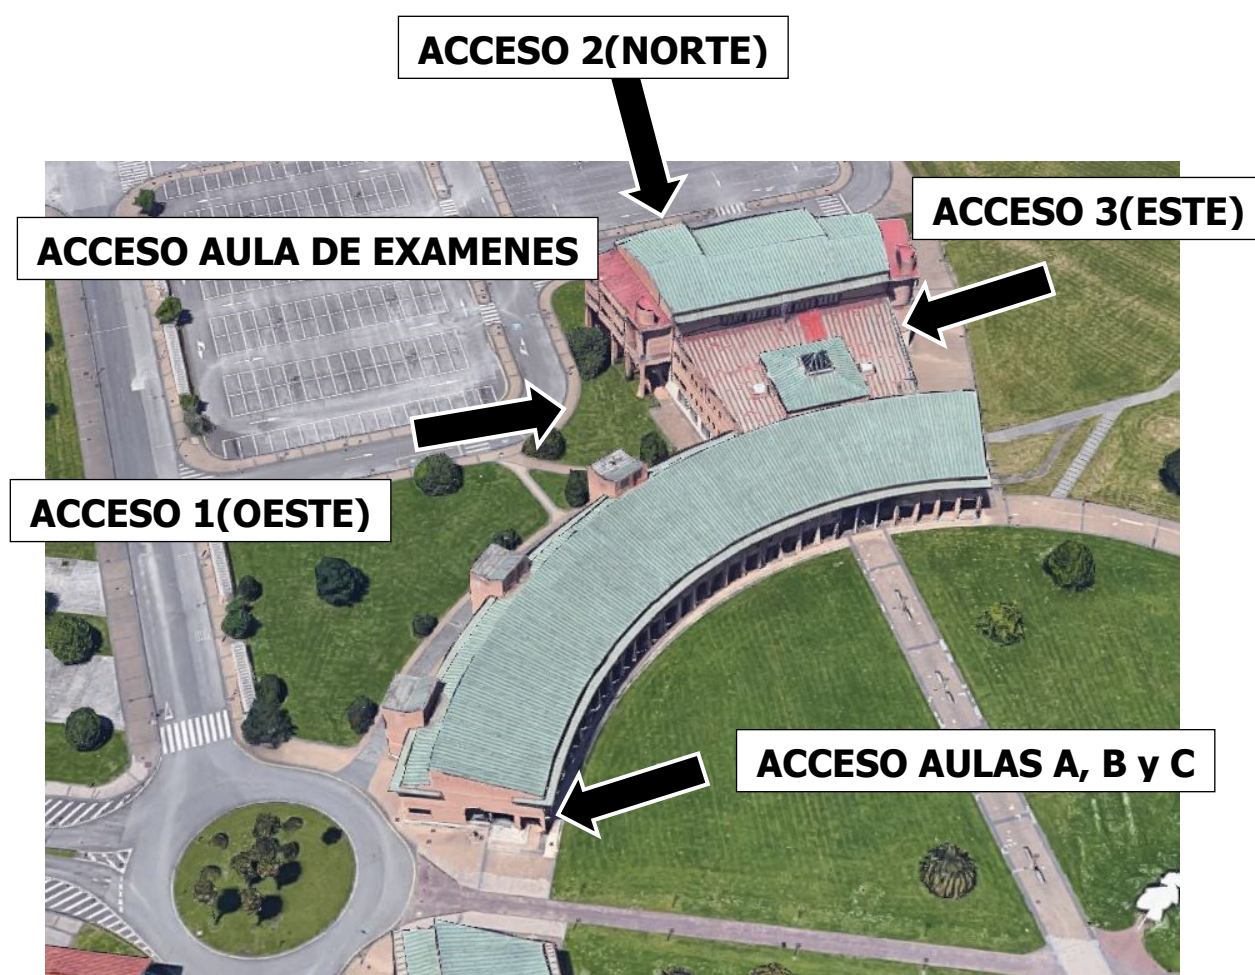 ACCESO 2(NORTE)
ACCESO 3(ESTE)
ACCESO AULA DE EXAMENES
ACCESO 1(OESTE)
ACCESO AULAS A, B y C